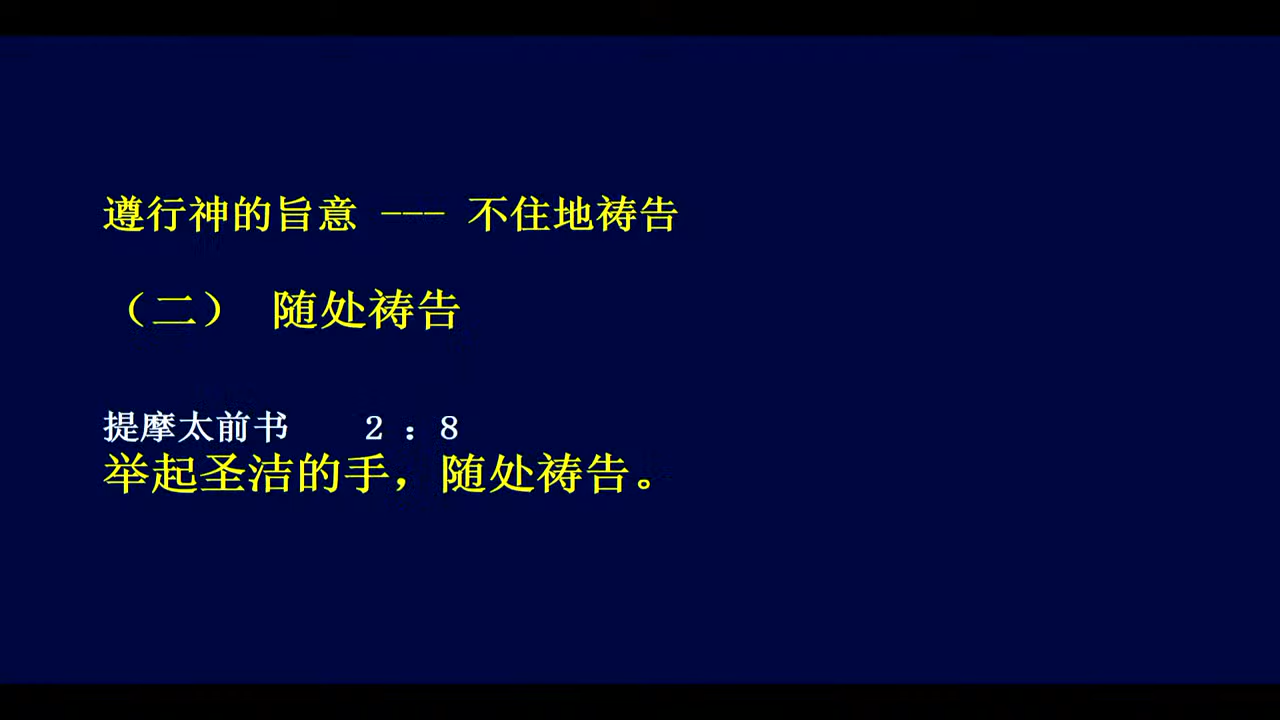 遵行神的旨意 --- 不住地祷告
（二） 随处祷告
提摩太前书 2 : 8
举起圣洁的手，随处祷告。